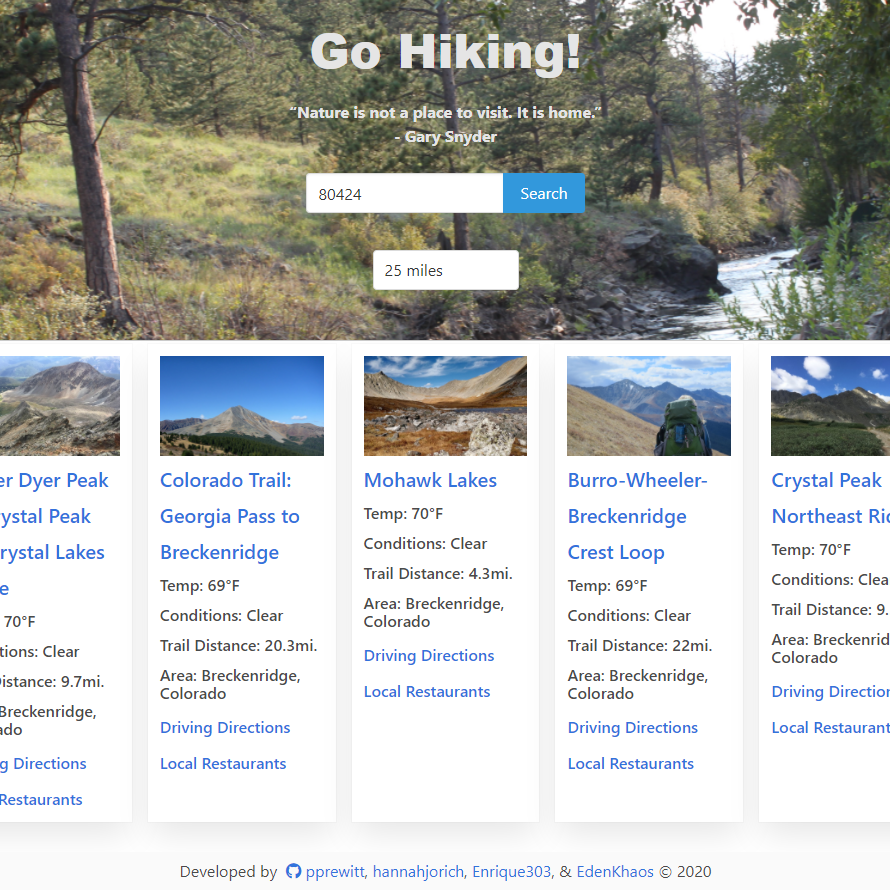 Go Hiking!
“Nature is not a place to visit. It is home.”
- Gary Snyder
80424
Search
25 miles
er Dyer Peak
ystal Peak
rystal Lakes
e
70°F
tions: Clear
istance: 9.7mi.
Breckenridge,
ado
g Directions
Restaurants
Colorado Trail:
Georgia Pass to
Breckenridge
Temp: 69°F
Conditions: Clear
Trail Distance: 20.3mi.
Area: Breckenridge,
Colorado
Driving Directions
Local Restaurants
Mohawk Lakes
Temp: 70°F
Conditions: Clear
Trail Distance: 4.3mi.
Area: Breckenridge,
Colorado
Driving Directions
Local Restaurants
Burro-Wheeler-
Breckenridge
Crest Loop
Temp: 69°F
Conditions: Clear
Trail Distance: 22mi.
Area: Breckenridge,
Colorado
Driving Directions
Local Restaurants
Crystal Peak
Northeast Rid
Temp: 70°F
Conditions: Clea
Trail Distance: 9.
Area: Breckenrid
Colorado
Driving Direction
Local Restaurant
Developed by pprewitt, hannahjorich, Enrique303, & EdenKhaos © 2020